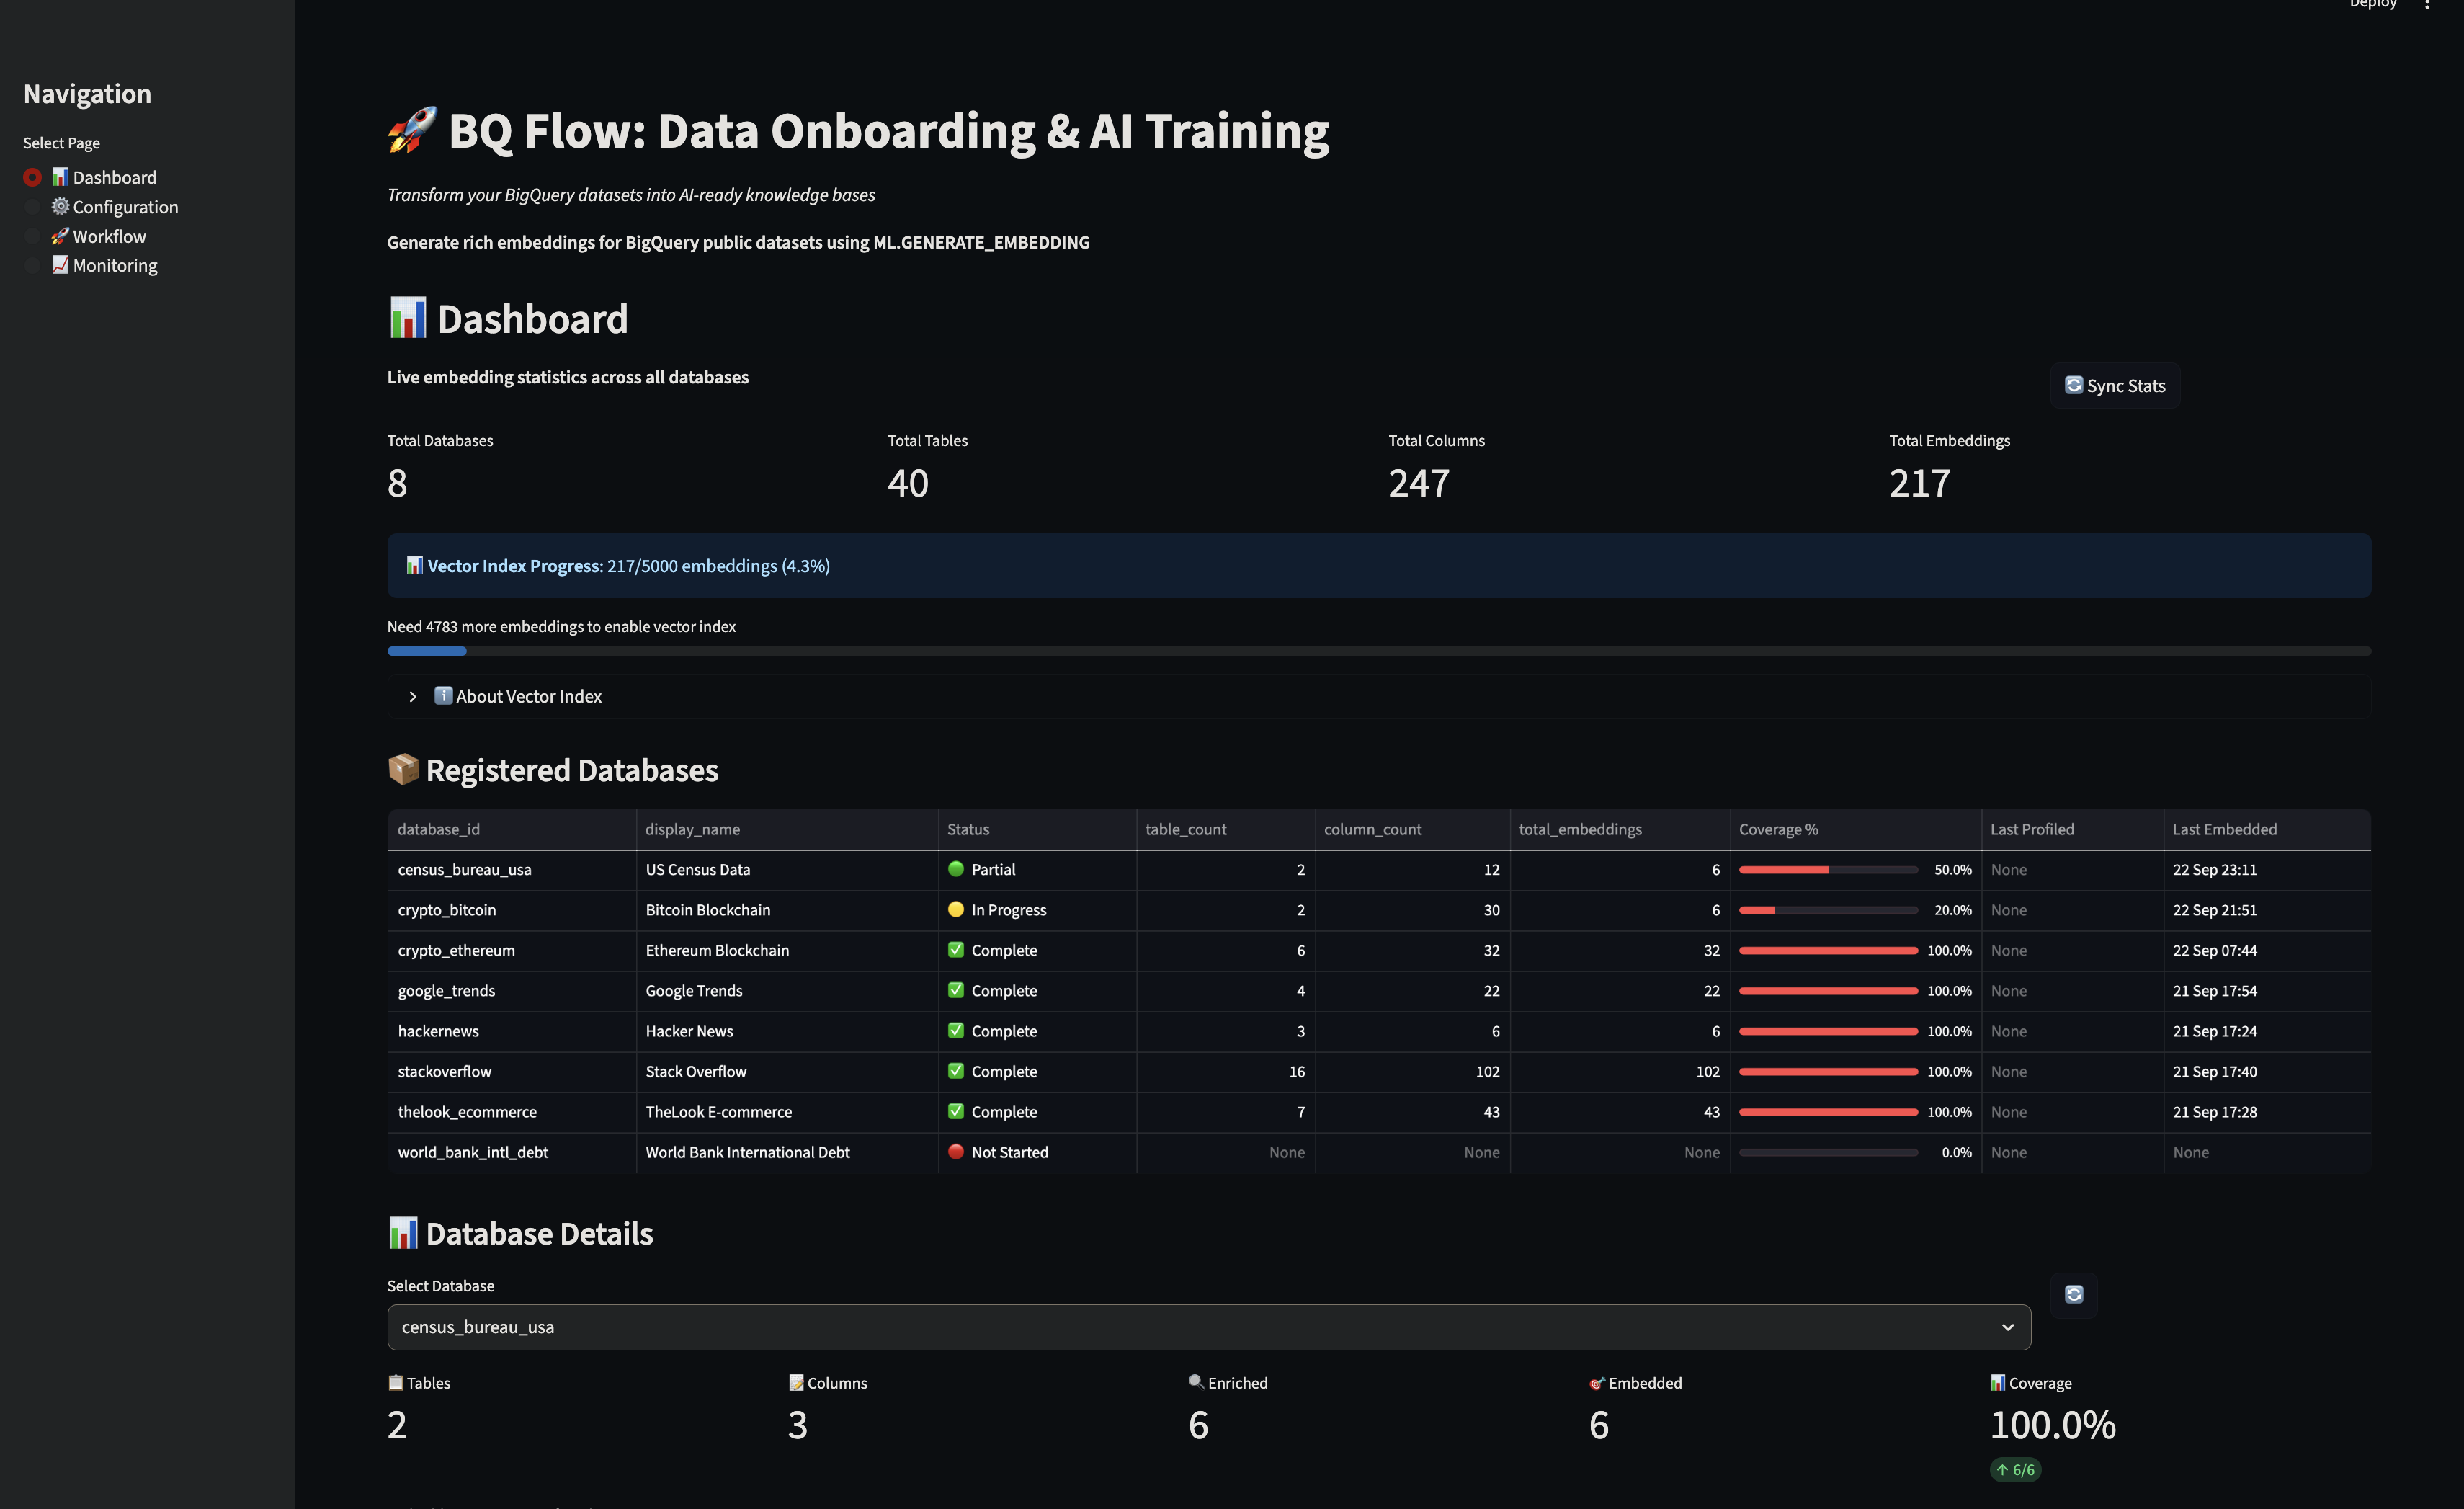 Deploy
Navigation
Select Page
Dashboard
Configuration
Workflow
Monitoring
BQ Flow: Data Onboarding & AI Training
Transform your BigQuery datasets into AI-ready knowledge bases
Generate rich embeddings for BigQuery public datasets using ML.GENERATE_EMBEDDING
Dashboard
Live embedding statistics across all databases
Sync Stats
Total Databases Total Tables Total Columns Total Embeddings
8 40 247 217
Vector Index Progress: 217/5000 embeddings (4.3%)
Need 4783 more embeddings to enable vector index
About Vector Index
Registered Databases
database_id display_name Status table_count column_count total_embeddings Coverage % Last Profiled Last Embedded
census_bureau_usa US Census Data Partial 2 12 6 50.0% None 22 Sep 23:11
crypto_bitcoin Bitcoin Blockchain In Progress 2 30 6 20.0% None 22 Sep 21:51
crypto_ethereum Ethereum Blockchain Complete 6 32 32 100.0% None 22 Sep 07:44
google_trends Google Trends Complete 4 22 22 100.0% None 21 Sep 17:54
hackernews Hacker News Complete 3 6 6 100.0% None 21 Sep 17:24
stackoverflow Stack Overflow Complete 16 102 102 100.0% None 21 Sep 17:40
thelook_ecommerce TheLook E-commerce Complete 7 43 43 100.0% None 21 Sep 17:28
world_bank_intl_debt World Bank International Debt Not Started None None None 0.0% None None
Database Details
Select Database
census_bureau_usa
Tables Columns Enriched Embedded Coverage
2 3 6 6 100.0%
6/6